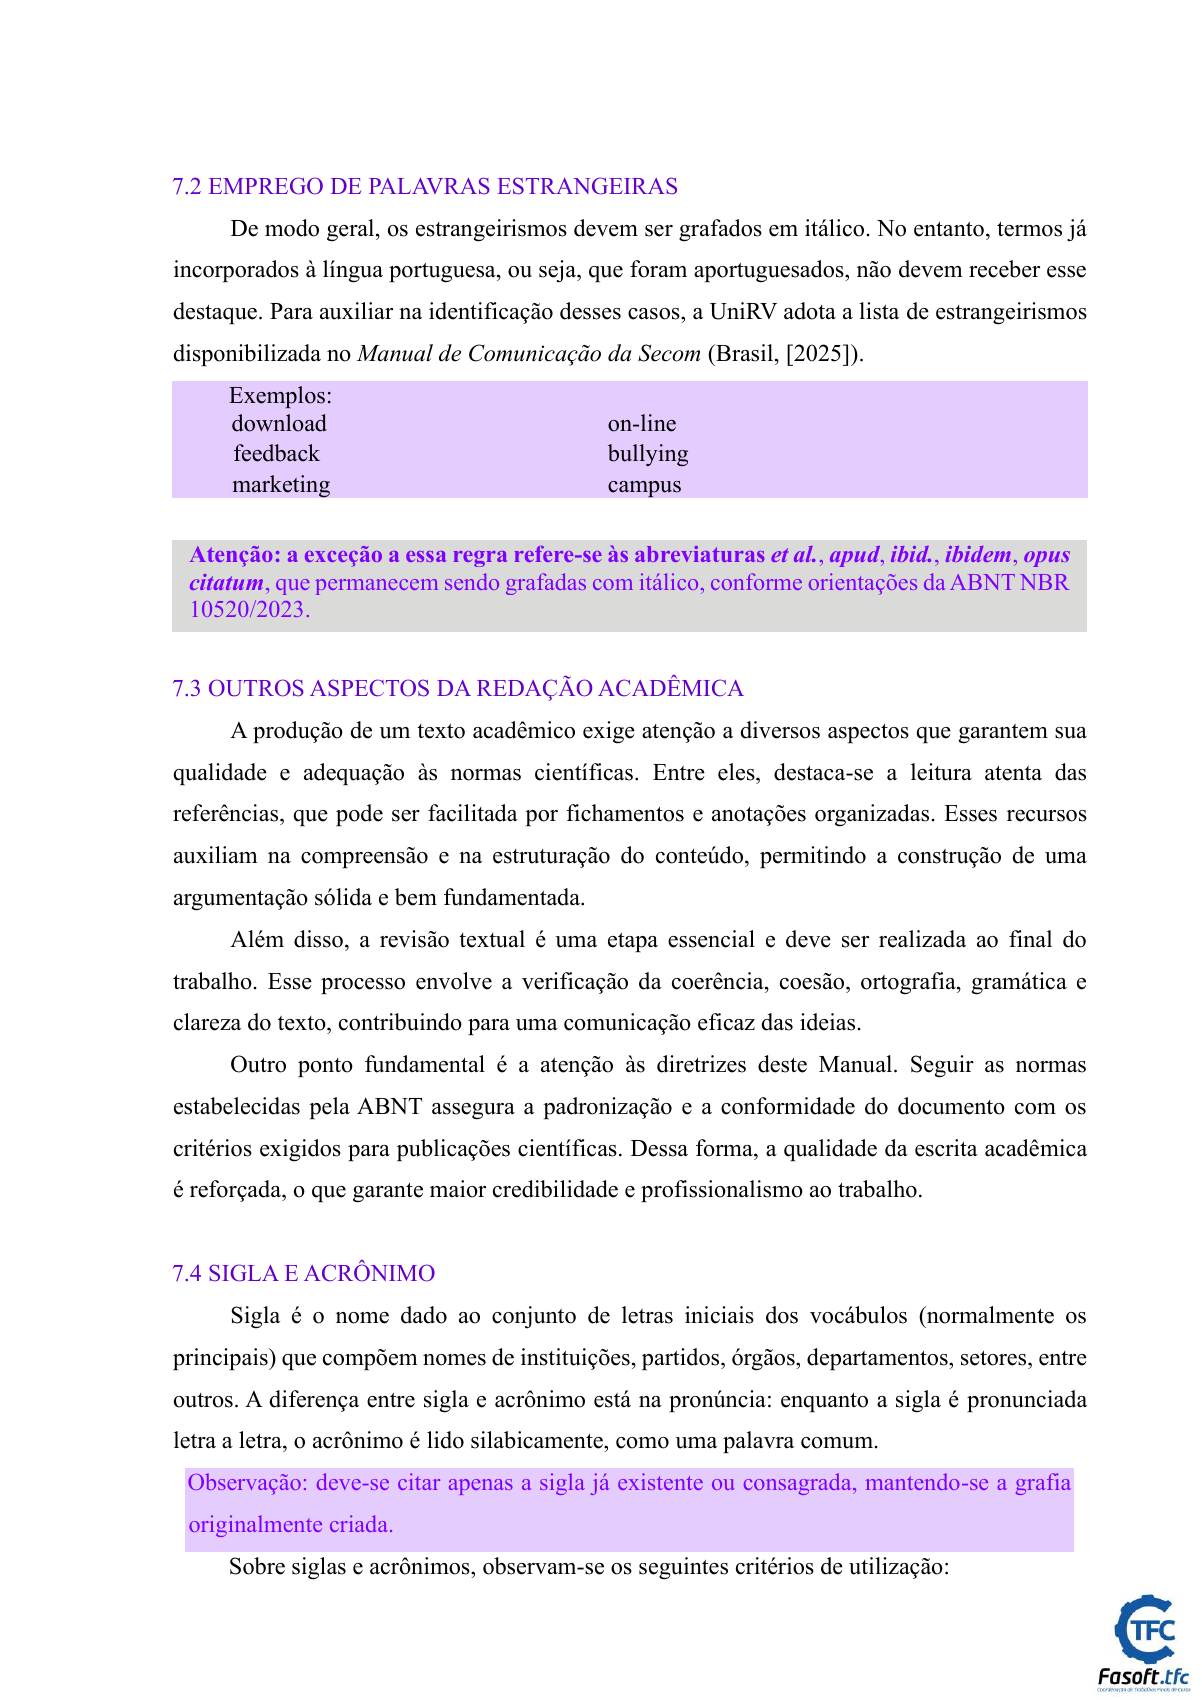 7.2 EMPREGO DE PALAVRAS ESTRANGEIRAS
De modo geral, os estrangeirismos devem ser grafados em itálico. No entanto, termos já
incorporados à língua portuguesa, ou seja, que foram aportuguesados, não devem receber esse
destaque. Para auxiliar na identificação desses casos, a UniRV adota a lista de estrangeirismos
disponibilizada no Manual de Comunicação da Secom (Brasil, [2025]).
Exemplos:
download on-line
feedback bullying
marketing campus
Atenção: a exceção a essa regra refere-se às abreviaturas et al., apud, ibid., ibidem, opus
citatum, que permanecem sendo grafadas com itálico, conforme orientações da ABNT NBR
10520/2023.
7.3 OUTROS ASPECTOS DA REDAÇÃO ACADÊMICA
A produção de um texto acadêmico exige atenção a diversos aspectos que garantem sua
qualidade e adequação às normas científicas. Entre eles, destaca-se a leitura atenta das
referências, que pode ser facilitada por fichamentos e anotações organizadas. Esses recursos
auxiliam na compreensão e na estruturação do conteúdo, permitindo a construção de uma
argumentação sólida e bem fundamentada.
Além disso, a revisão textual é uma etapa essencial e deve ser realizada ao final do
trabalho. Esse processo envolve a verificação da coerência, coesão, ortografia, gramática e
clareza do texto, contribuindo para uma comunicação eficaz das ideias.
Outro ponto fundamental é a atenção às diretrizes deste Manual. Seguir as normas
estabelecidas pela ABNT assegura a padronização e a conformidade do documento com os
critérios exigidos para publicações científicas. Dessa forma, a qualidade da escrita acadêmica
é reforçada, o que garante maior credibilidade e profissionalismo ao trabalho.
7.4 SIGLA E ACRÔNIMO
Sigla é o nome dado ao conjunto de letras iniciais dos vocábulos (normalmente os
principais) que compõem nomes de instituições, partidos, órgãos, departamentos, setores, entre
outros. A diferença entre sigla e acrônimo está na pronúncia: enquanto a sigla é pronunciada
letra a letra, o acrônimo é lido silabicamente, como uma palavra comum.
Observação: deve-se citar apenas a sigla já existente ou consagrada, mantendo-se a grafia
originalmente criada.
Sobre siglas e acrônimos, observam-se os seguintes critérios de utilização:
TFC
Fasoft.tfc